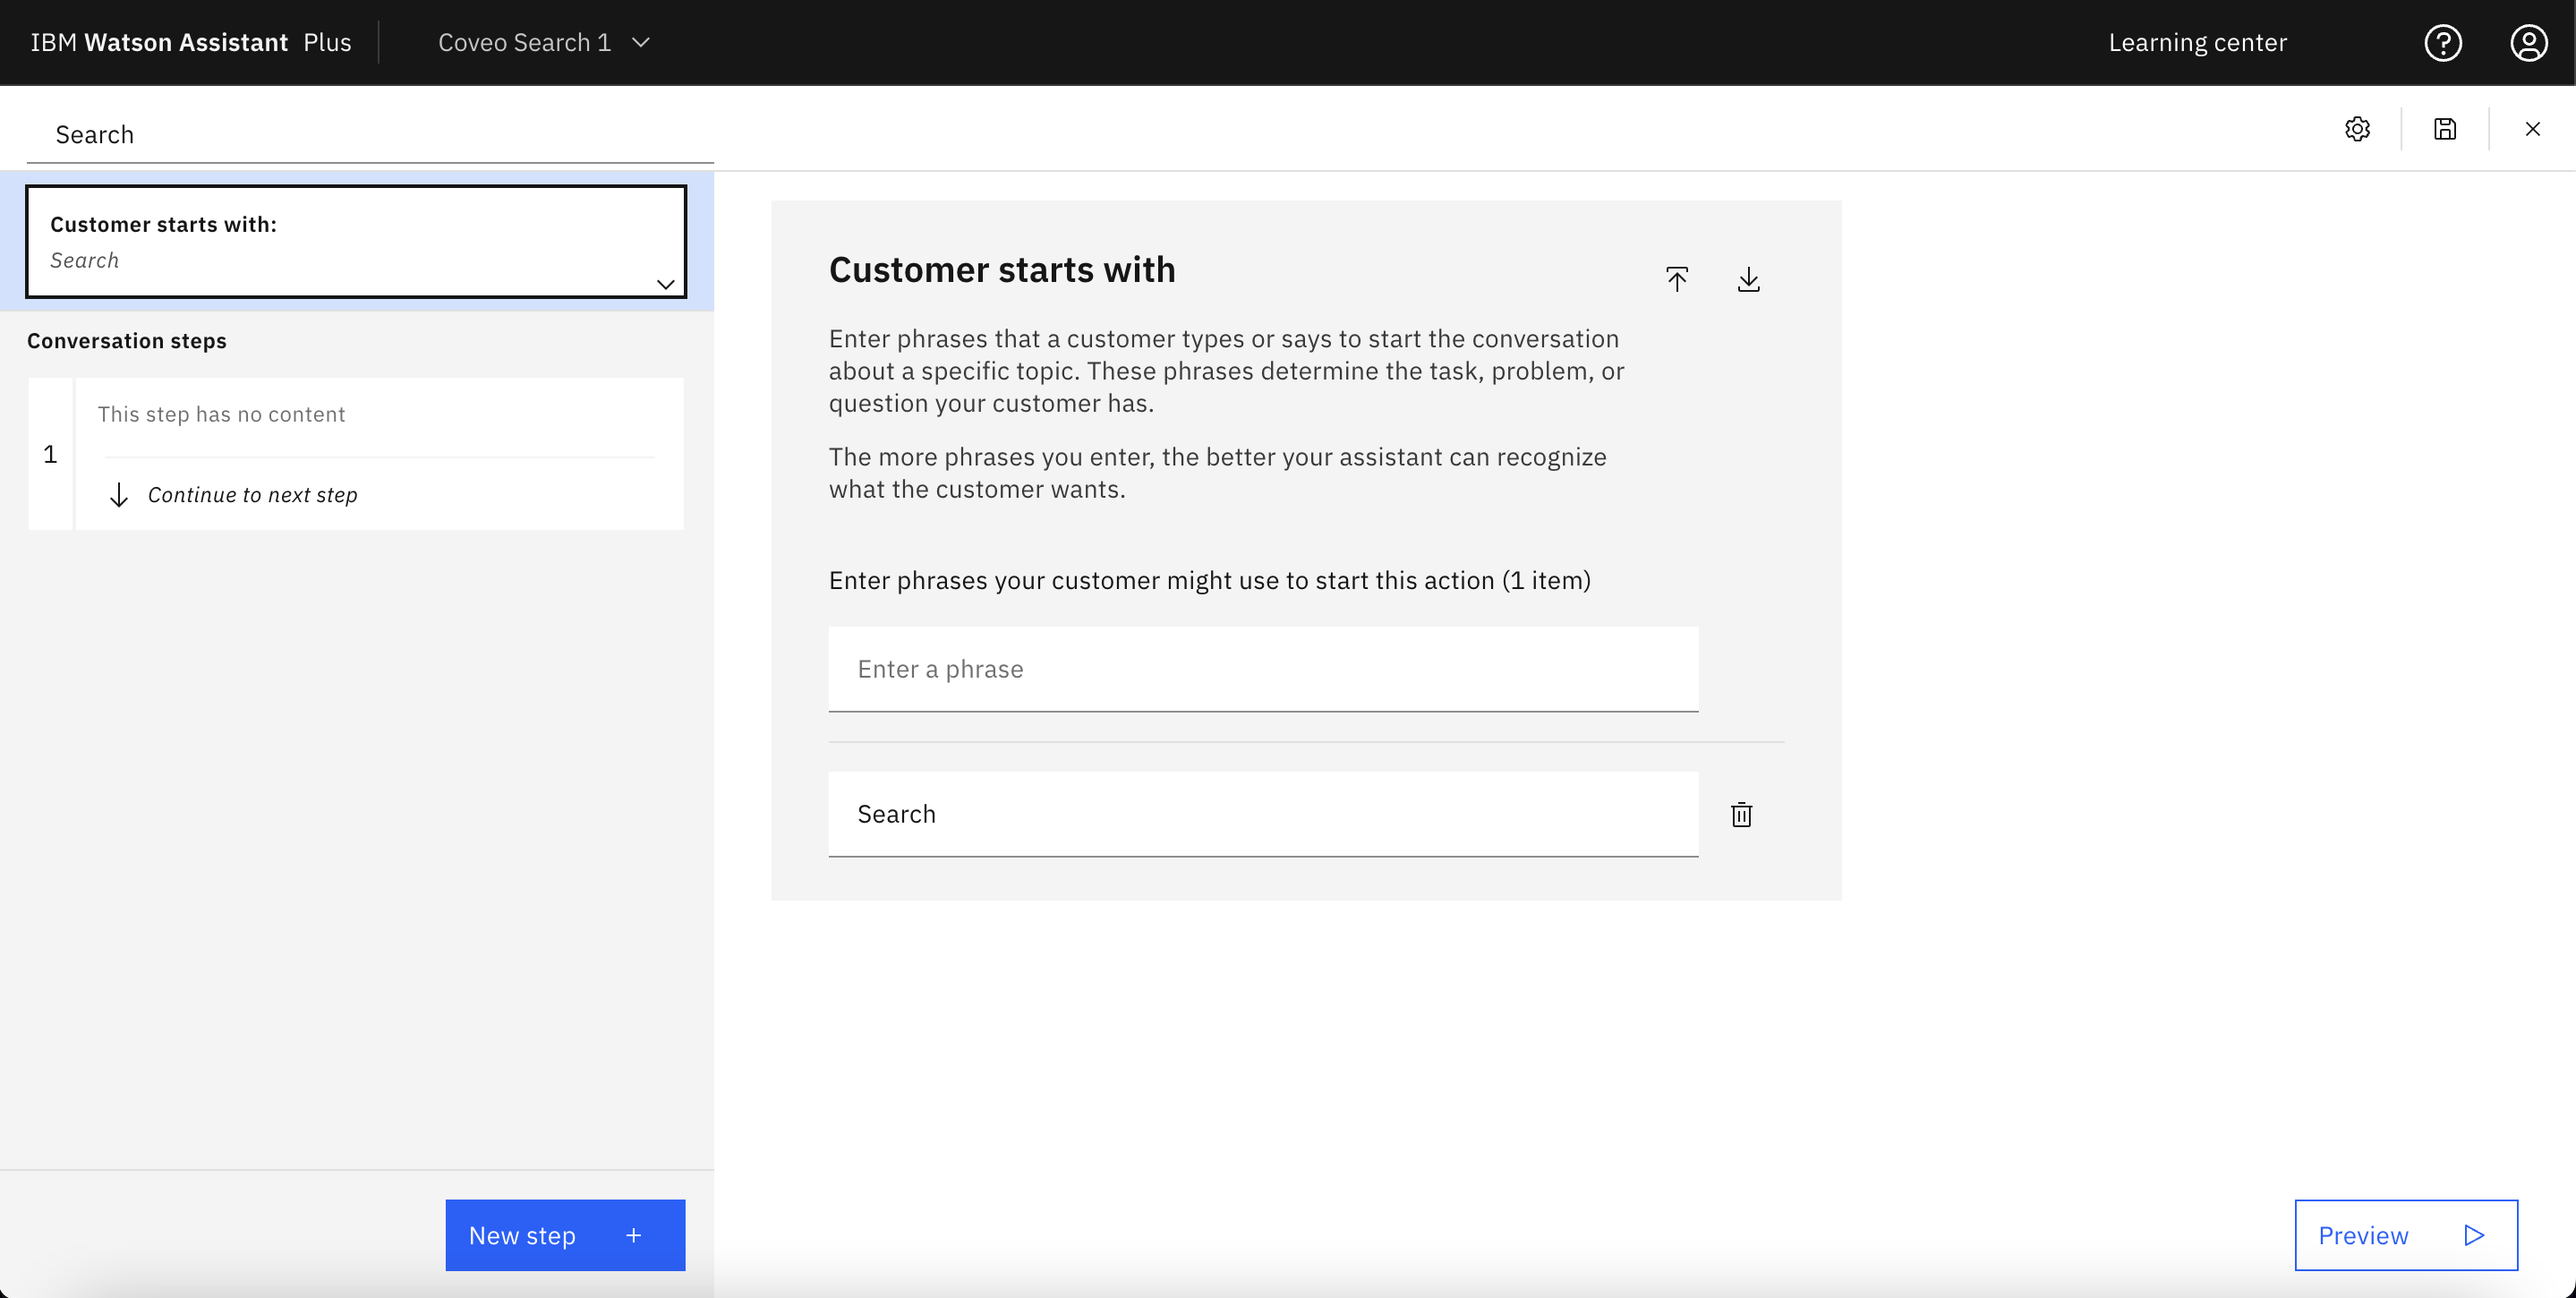 IBM Watson Assistant Plus
Coveo Search 1
Learning center
Search
Customer starts with:
Search
Conversation steps
1
This step has no content
Continue to next step
New step +
Customer starts with
Enter phrases that a customer types or says to start the conversation
about a specific topic. These phrases determine the task, problem, or
question your customer has.
The more phrases you enter, the better your assistant can recognize
what the customer wants.
Enter phrases your customer might use to start this action (1 item)
Enter a phrase
Search
Preview